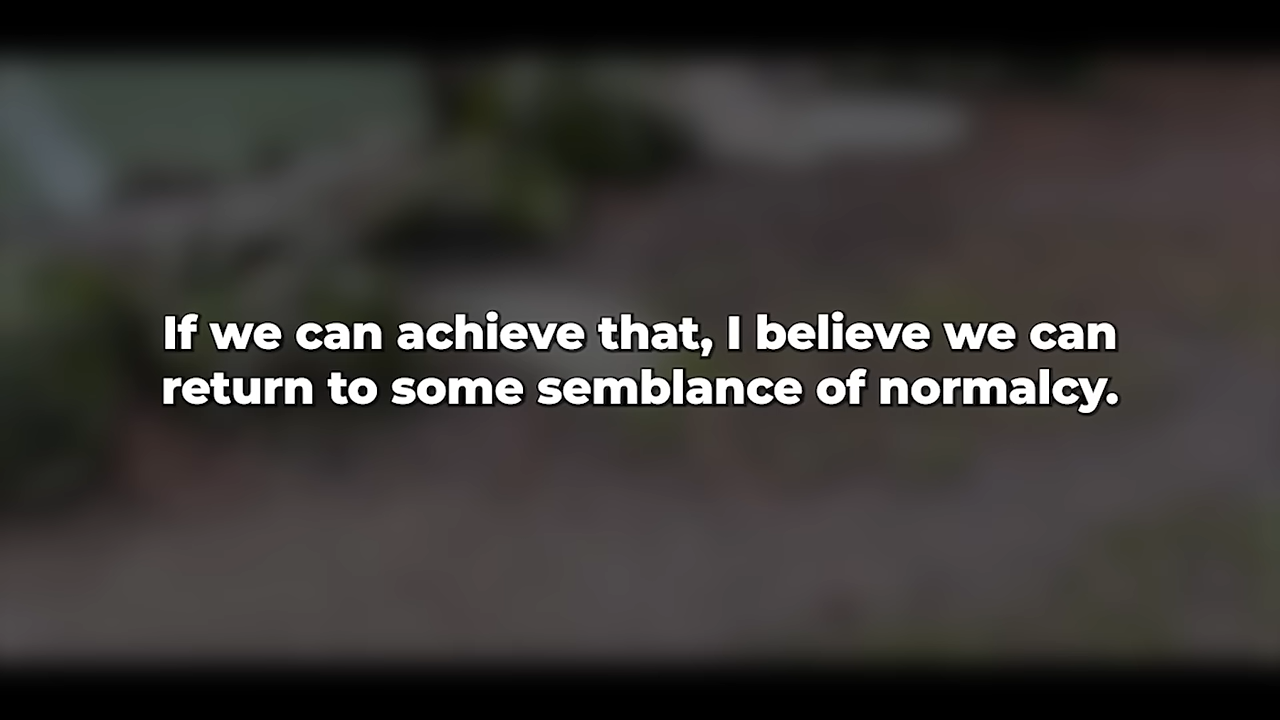 If we can achieve that, I believe we can
return to some semblance of normalcy.